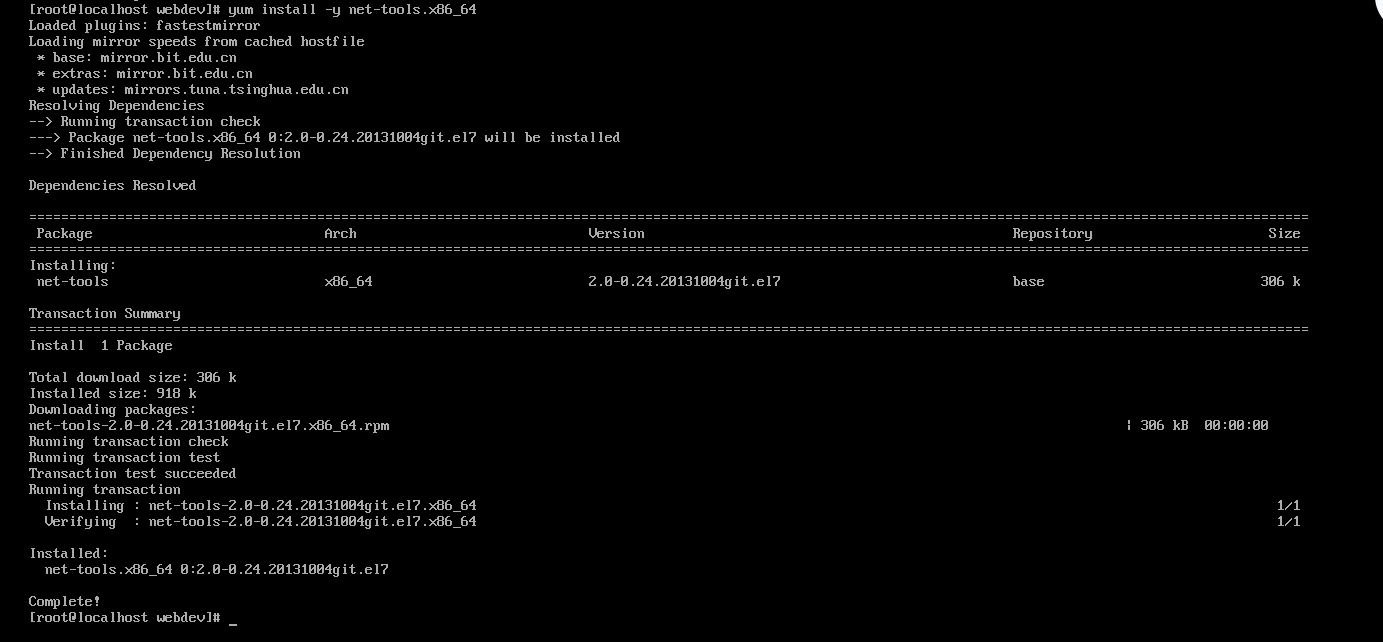 [root@localhost webdev]# yum install -y net-tools.x86_64
Loaded plugins: fastestmirror
Loading mirror speeds from cached hostfile
 * base: mirror.bit.edu.cn
 * extras: mirror.bit.edu.cn
 * updates: mirrors.tuna.tsinghua.edu.cn
Resolving Dependencies
--> Running transaction check
---> Package net-tools.x86_64 0:2.0-0.24.20131004git.el7 will be installed
--> Finished Dependency Resolution

Dependencies Resolved

================================================================================
 Package Arch Version Repository Size
================================================================================
Installing:
 net-tools x86_64 2.0-0.24.20131004git.el7 base 306 k

Transaction Summary
================================================================================
Install  1 Package

Total download size: 306 k
Installed size: 918 k
Downloading packages:
net-tools-2.0-0.24.20131004git.el7.x86_64.rpm | 306 kB  00:00:00
Running transaction check
Running transaction test
Transaction test succeeded
Running transaction
  Installing : net-tools-2.0-0.24.20131004git.el7.x86_64 1/1
  Verifying  : net-tools-2.0-0.24.20131004git.el7.x86_64 1/1

Installed:
  net-tools.x86_64 0:2.0-0.24.20131004git.el7

Complete!
[root@localhost webdev]# _